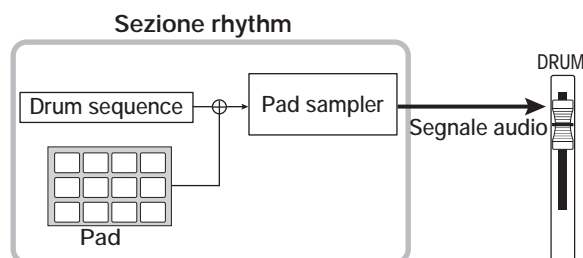 Sezione rhythm
DRUM
Drum sequence
Pad sampler
Segnale audio
Pad